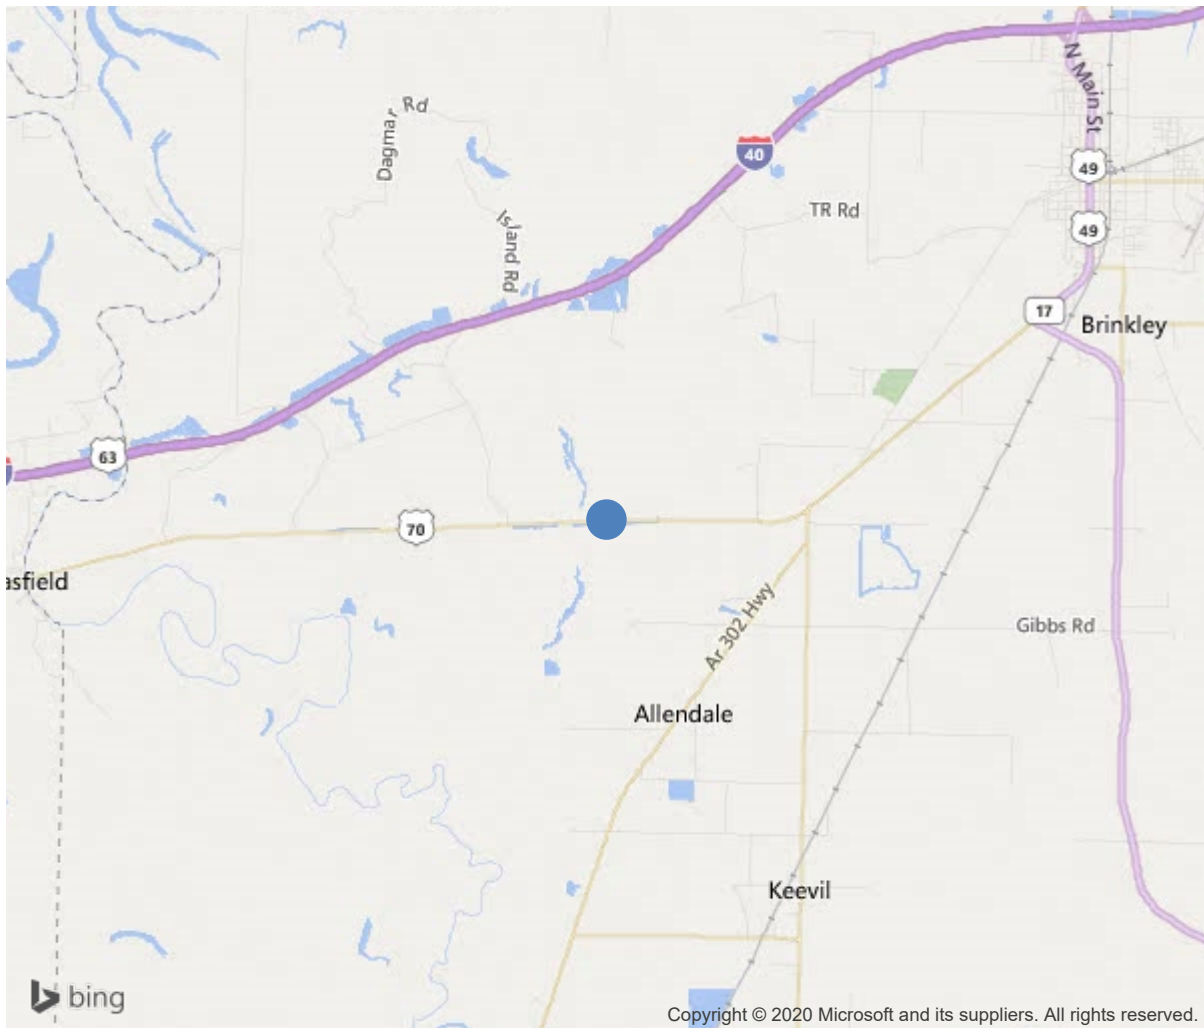 Dagmar Rd
N Main St
40
49
TR Rd
Island Rd
49
17
Brinkley
63
70
asfield
Ar 302 Hwy
Gibbs Rd
Allendale
Keevil
bing
Copyright © 2020 Microsoft and its suppliers. All rights reserved.